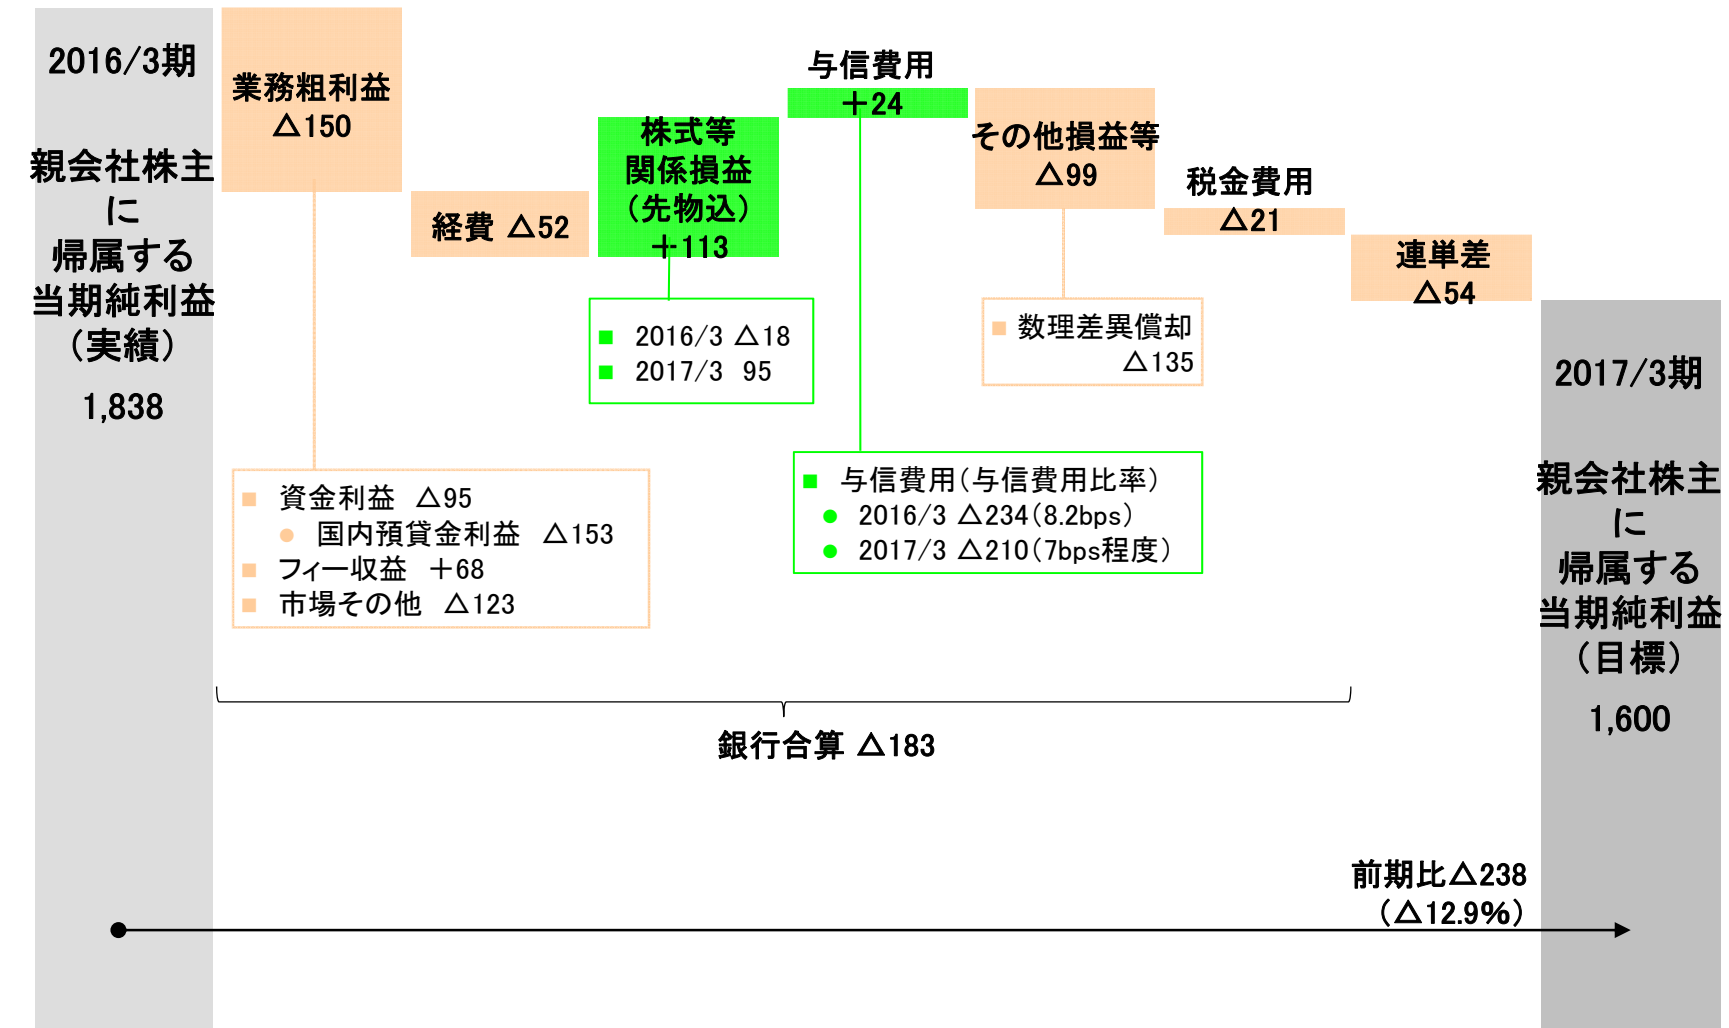 2016/3期
親会社株主
に
帰属する
当期純利益
(実績)
1,838
業務粗利益
△150
経費 △52
株式等
関係損益
(先物込)
+113
与信費用
+24
その他損益等
△99
税金費用
△21
連単差
△54
2016/3 △18
2017/3 95
数理差異償却
△135
資金利益 △95
国内預貸金利益 △153
フィー収益 +68
市場その他 △123
与信費用(与信費用比率)
2016/3 △234(8.2bps)
2017/3 △210(7bps程度)
2017/3期
親会社株主
に
帰属する
当期純利益
(目標)
1,600
銀行合算 △183
前期比△238
(△12.9%)